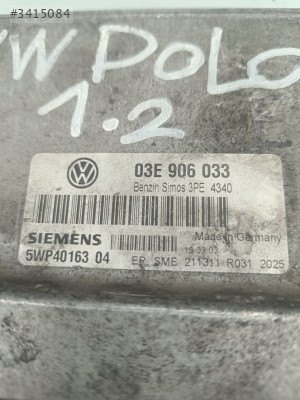 #3415084
VW POLO
1.2
03E 906 033
Benzin Simos 3PE 4340
SIEMENS
Made in Germany
5WP40163 04
EP SME 211311 R031 2025